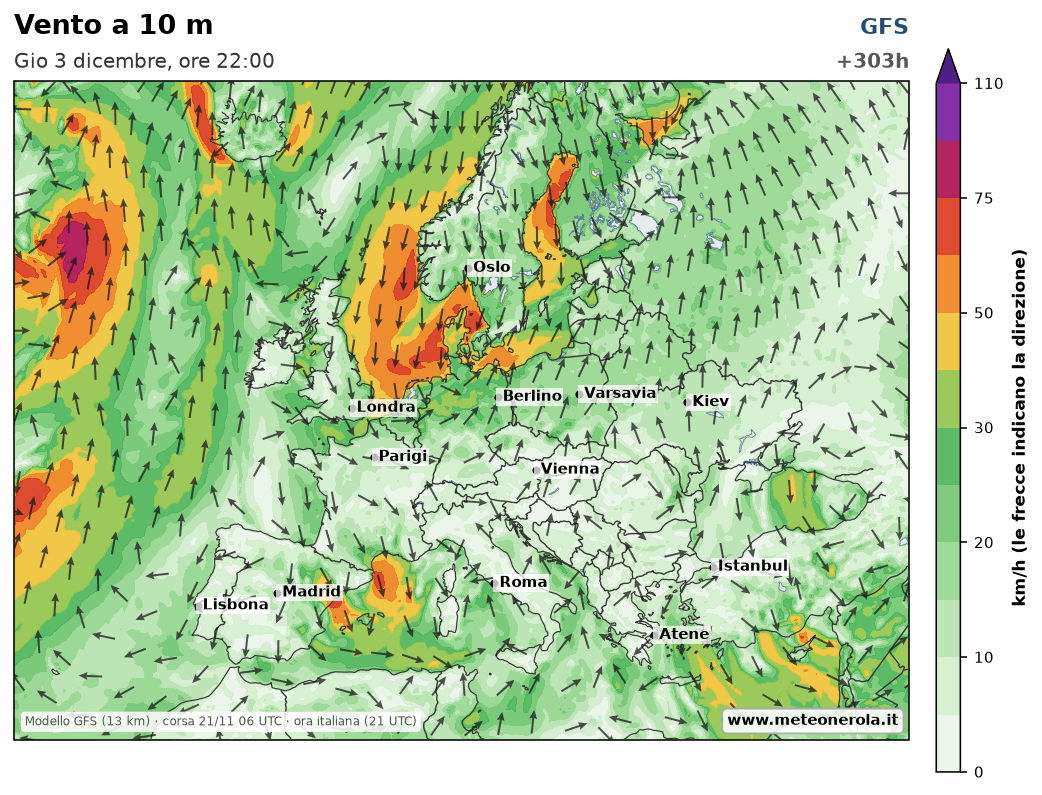 Vento a 10 m
GFS
Gio 3 dicembre, ore 22:00
+303h
110
75
50
30
20
10
0
km/h (le frecce indicano la direzione)
Oslo
Londra
Berlino
Varsavia
Kiev
Parigi
Vienna
Istanbul
Madrid
Roma
Lisbona
Atene
Modello GFS (13 km) · corsa 21/11 06 UTC · ora italiana (21 UTC)
www.meteonerola.it